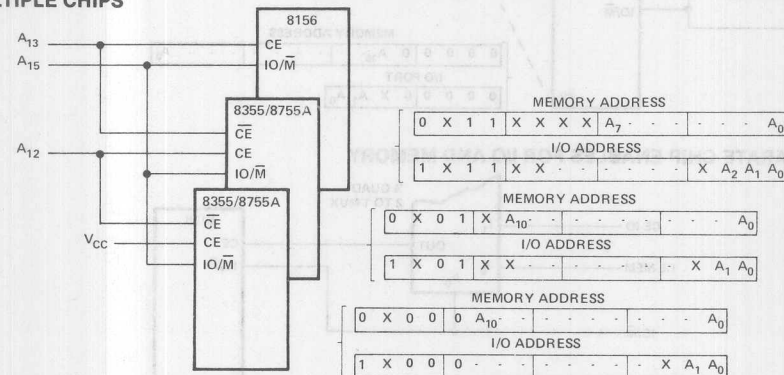 TIPLE CHIPS
8156
A13
CE
A15
IO/M̅
8355/8755A
C̅E̅
A12
CE
IO/M̅
8355/8755A
C̅E̅
VCC
CE
IO/M̅
MEMORY ADDRESS
0 X 1 1 X X X X A7 - - - - - A0
I/O ADDRESS
1 X 1 1 X X - - - - - X A2 A1 A0
MEMORY ADDRESS
0 X 0 1 X A10 - - - - - - - A0
I/O ADDRESS
1 X 0 1 X X - - - - - X A1 A0
MEMORY ADDRESS
0 X 0 0 0 A10 - - - - - - - A0
I/O ADDRESS
1 X 0 0 0 - - - - - - X A1 A0